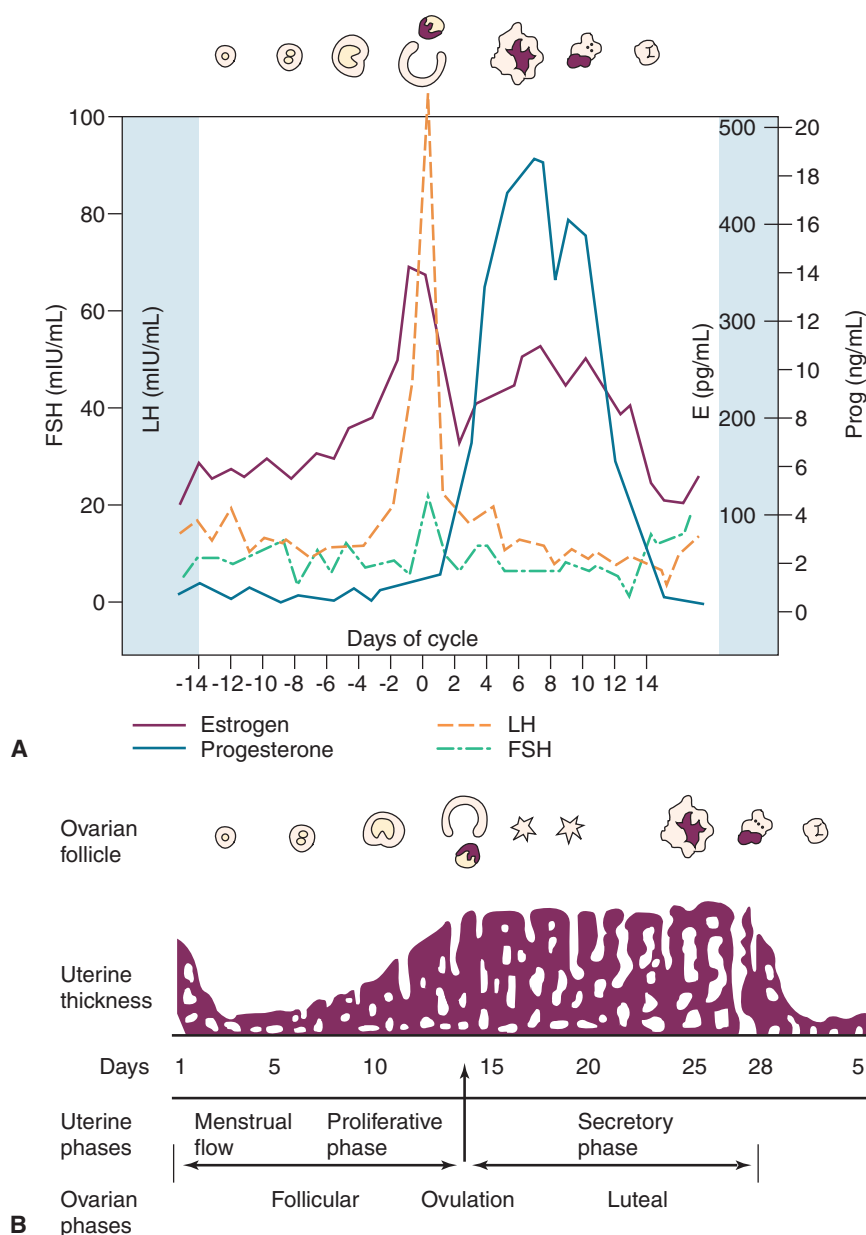 100
80
60
40
20
0
FSH (mIU/mL)
LH (mIU/mL)
500
400
300
200
100
E (pg/mL)
20
18
16
14
12
10
8
6
4
2
0
Prog (ng/mL)
Days of cycle
-14 -12 -10 -8 -6 -4 -2 0 2 4 6 8 10 12 14
Estrogen LH
Progesterone FSH
A
Ovarian
follicle
Uterine
thickness
Days 1 5 10 15 20 25 28 5
Uterine
phases
Menstrual
flow
Proliferative
phase
Secretory
phase
Ovarian
phases
Follicular Ovulation Luteal
B